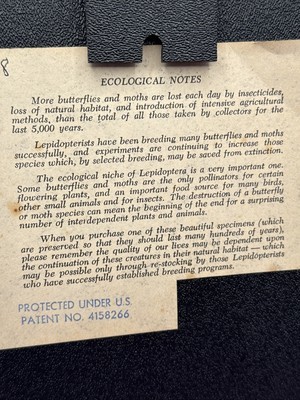 8
ECOLOGICAL NOTES
More butterflies and moths are lost each day by insecticides,
loss of natural habitat, and introduction of intensive agricultural
methods, than the total of all those taken by collectors for the
last 5,000 years.
Lepidopterists have been breeding many butterflies and moths
successfully, and experiments are continuing to increase those
species which, by selected breeding, may be saved from extinction.
The ecological niche of Lepidoptera is a very important one.
Some butterflies and moths are the only pollinators for certain
flowering plants, and an important food source for many birds,
other small animals and for insects. The destruction of a butterfly
or moth species can mean the beginning of the end for a surprising
number of interdependent plants and animals.
When you purchase one of these beautiful specimens (which
are preserved so that they should last many hundreds of years),
please remember the quality of our lives may be dependent upon
the continuation of these creatures in their natural habitat — which
may be possible only through re-stocking by those Lepidopterists
who have successfully established breeding programs.
PROTECTED UNDER U.S.
PATENT NO. 4158266